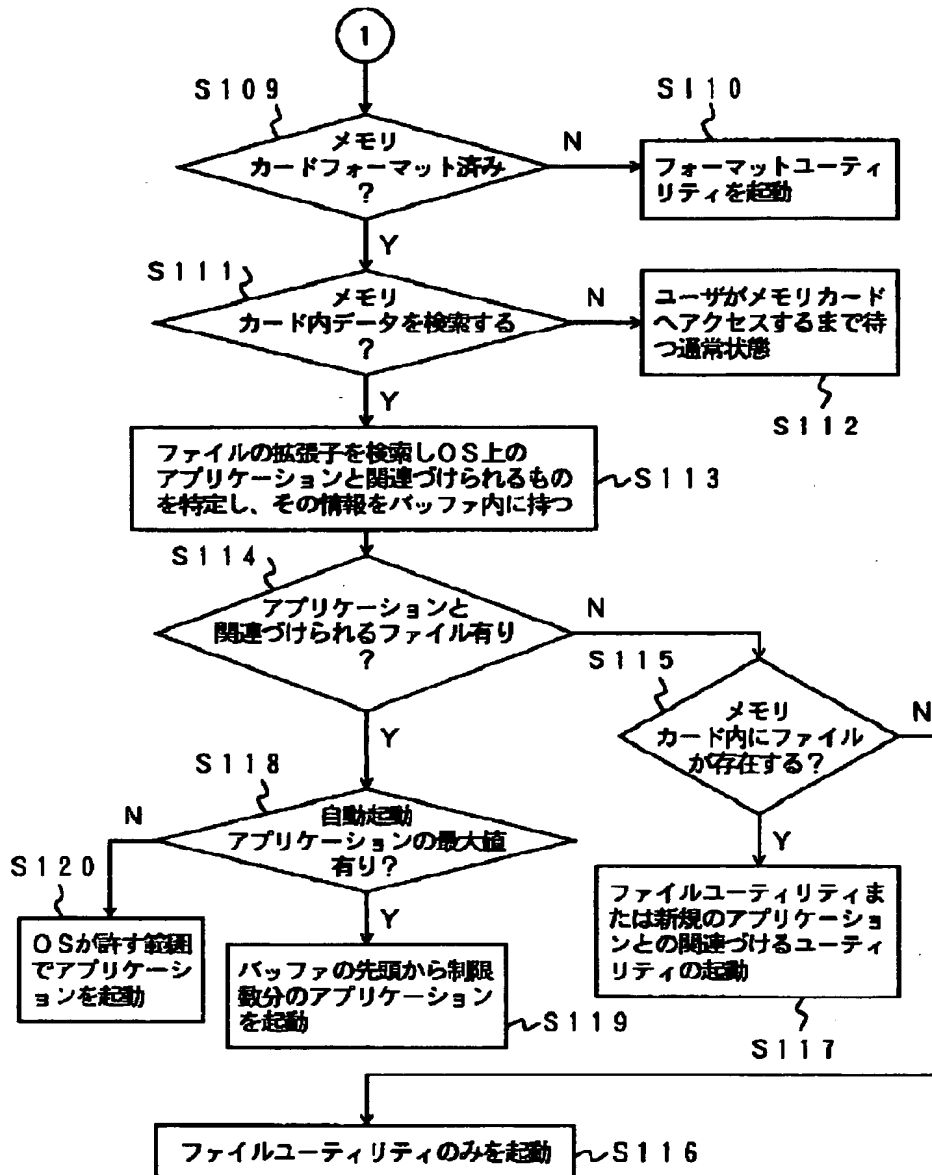 1
S109
メモリ
カードフォーマット済み
?
N
S110
フォーマットユーティ
リティを起動
Y
S111
メモリ
カード内データを検索する
?
N
ユーザがメモリカード
へアクセスするまで待
つ通常状態
S112
Y
ファイルの拡張子を検索しOS上の
アプリケーションと関連づけられるもの
を特定し、その情報をバッファ内に持つ
S113
S114
アプリケーションと
関連づけられるファイル有り
?
N
S115
メモリ
カード内にファイル
が存在する?
N
Y
S118
自動起動
アプリケーションの最大値
有り?
N
Y
S120
OSが許す範囲
でアプリケーシ
ョンを起動
Y
バッファの先頭から制限
数分のアプリケーション
を起動
S119
ファイルユーティリティま
たは新規のアプリケーショ
ンとの関連づけるユーティ
リティの起動
S117
ファイルユーティリティのみを起動
S116